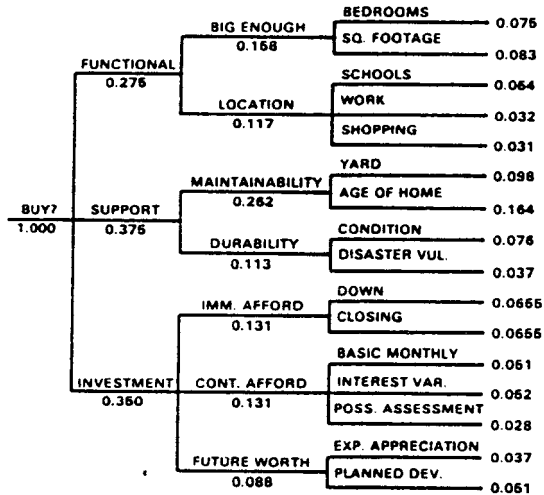 BEDROOMS
0.075
BIG ENOUGH
0.158
SQ. FOOTAGE
0.083
FUNCTIONAL
0.275
SCHOOLS
0.054
LOCATION
0.117
WORK
0.032
SHOPPING
0.031
YARD
0.098
MAINTAINABILITY
0.262
AGE OF HOME
0.164
BUY?
1.000
SUPPORT
0.375
CONDITION
0.076
DURABILITY
0.113
DISASTER VUL.
0.037
DOWN
0.0655
IMM. AFFORD
0.131
CLOSING
0.0655
BASIC MONTHLY
0.051
INVESTMENT
0.350
CONT. AFFORD
0.131
INTEREST VAR.
0.052
POSS. ASSESSMENT
0.028
EXP. APPRECIATION
0.037
FUTURE WORTH
0.088
PLANNED DEV.
0.051